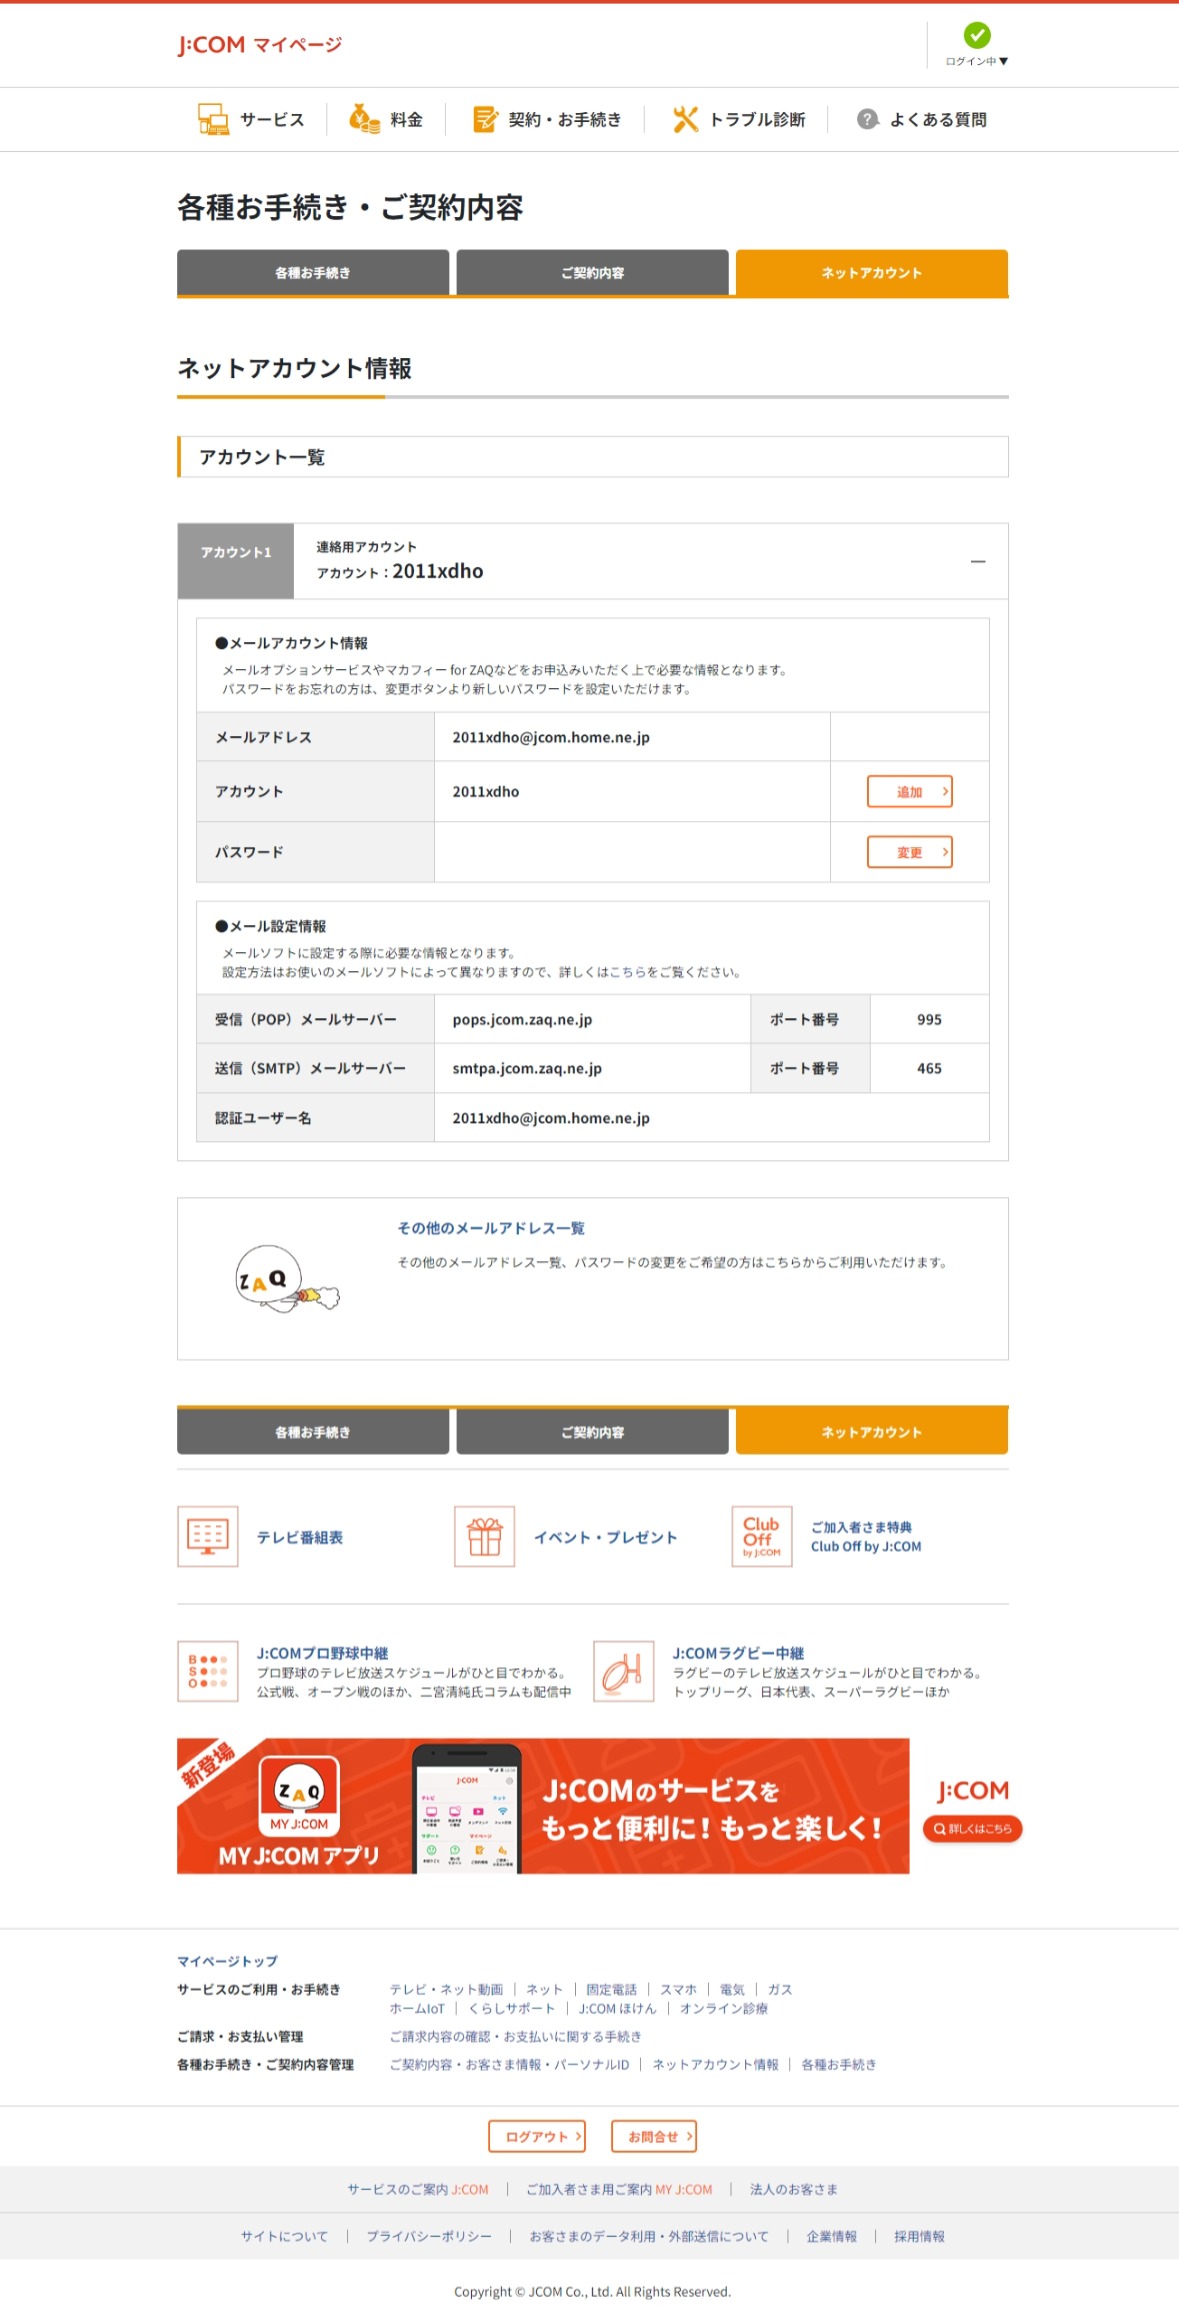 J:COM マイページ
ログイン中▼
サービス
料金
契約・お手続き
トラブル診断
よくある質問
各種お手続き・ご契約内容
各種お手続き
ご契約内容
ネットアカウント
ネットアカウント情報
アカウント一覧
アカウント1
連絡用アカウント
アカウント：2011xdho
●メールアカウント情報
メールオプションサービスやマカフィー for ZAQなどをお申込みいただく上で必要な情報となります。
パスワードをお忘れの方は、変更ボタンより新しいパスワードを設定いただけます。
メールアドレス
2011xdho@jcom.home.ne.jp
アカウント
2011xdho
追加
パスワード
変更
●メール設定情報
メールソフトに設定する際に必要な情報となります。
設定方法はお使いのメールソフトによって異なりますので、詳しくはこちらをご覧ください。
受信（POP）メールサーバー
pops.jcom.zaq.ne.jp
ポート番号
995
送信（SMTP）メールサーバー
smtpa.jcom.zaq.ne.jp
ポート番号
465
認証ユーザー名
2011xdho@jcom.home.ne.jp
ZAQ
その他のメールアドレス一覧
その他のメールアドレス一覧、パスワードの変更をご希望の方はこちらからご利用いただけます。
各種お手続き
ご契約内容
ネットアカウント
テレビ番組表
イベント・プレゼント
Club
Off
by J:COM
ご加入者さま特典
Club Off by J:COM
B
S
O
J:COMプロ野球中継
プロ野球のテレビ放送スケジュールがひと目でわかる。
公式戦、オープン戦のほか、二宮清純氏コラムも配信中
J:COMラグビー中継
ラグビーのテレビ放送スケジュールがひと目でわかる。
トップリーグ、日本代表、スーパーラグビーほか
新登場
ZAQ
MY J:COM
MY J:COM アプリ
J:COM
テレビ
ネット
サポート
マイページ
J:COMのサービスを
もっと便利に！もっと楽しく！
J:COM
詳しくはこちら
マイページトップ
サービスのご利用・お手続き
テレビ・ネット動画 | ネット | 固定電話 | スマホ | 電気 | ガス
ホームIoT | くらしサポート | J:COM ほけん | オンライン診療
ご請求・お支払い管理
ご請求内容の確認・お支払いに関する手続き
各種お手続き・ご契約内容管理
ご契約内容・お客さま情報・パーソナルID | ネットアカウント情報 | 各種お手続き
ログアウト
お問合せ
サービスのご案内 J:COM | ご加入者さま用ご案内 MY J:COM | 法人のお客さま
サイトについて | プライバシーポリシー | お客さまのデータ利用・外部送信について | 企業情報 | 採用情報
Copyright © JCOM Co., Ltd. All Rights Reserved.